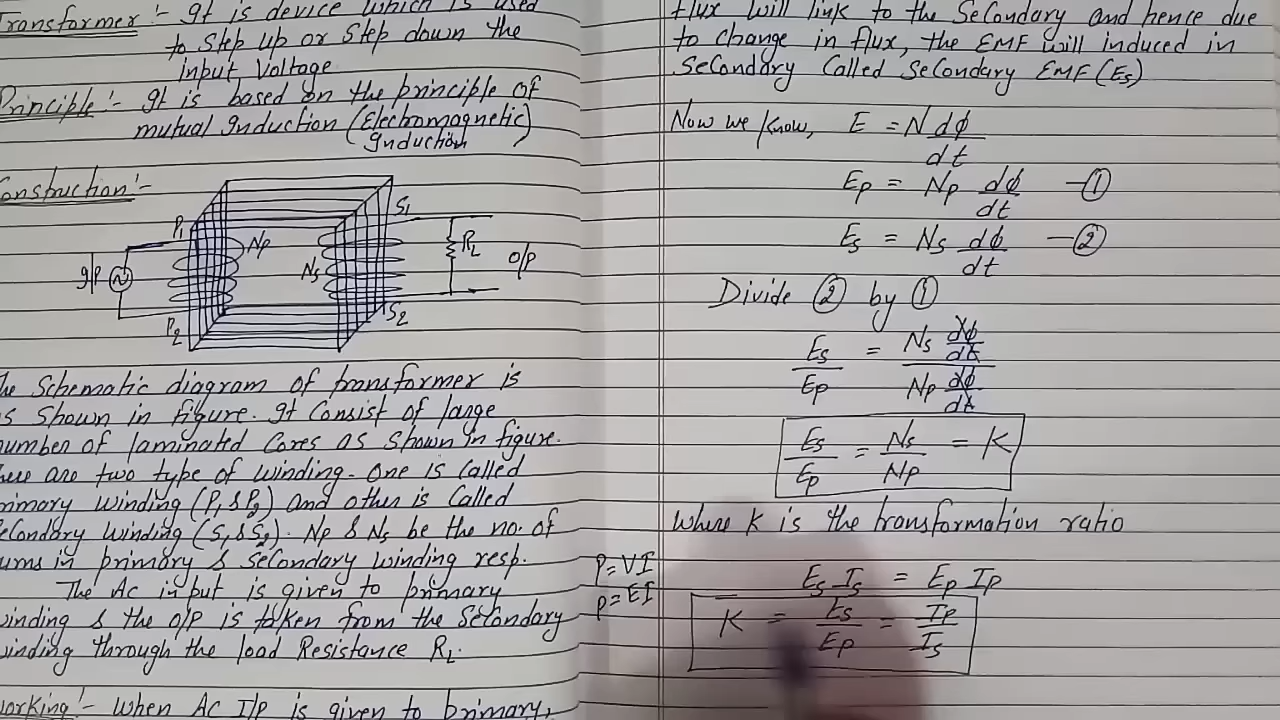 Transformer :- It is device which is used
to Step up or Step down the
input Voltage
Principle :- It is based on the principle of
mutual Induction (Electromagnetic)
Induction
Construction :-
P1
P2
I/P
Np
Ns
S1
S2
RL
O/P
The Schematic diagram of transformer is
as Shown in figure. It Consist of large
number of laminated Cores as Shown in figure.
There are two type of winding. One is Called
primary winding (P1 & P2) and other is Called
Secondary winding (S1 & S2). Np & Ns be the no. of
turns in primary & Secondary winding resp.
The Ac input is given to primary
winding & the O/P is taken from the Secondary
winding through the load Resistance RL.
Working :- When Ac I/P is given to primary,
flux will link to the Secondary and hence due
to change in flux, the EMF will induced in
Secondary Called Secondary EMF (Es)
Now we know, E = N dφ/dt
Ep = Np dφ/dt —①
Es = Ns dφ/dt —②
Divide ② by ①
Es/Ep = Ns dφ/dt / Np dφ/dt
Es/Ep = Ns/Np = K
Where K is the transformation ratio
P = VI
P = EI
Es Is = Ep Ip
K = Es/Ep = Ip/Is